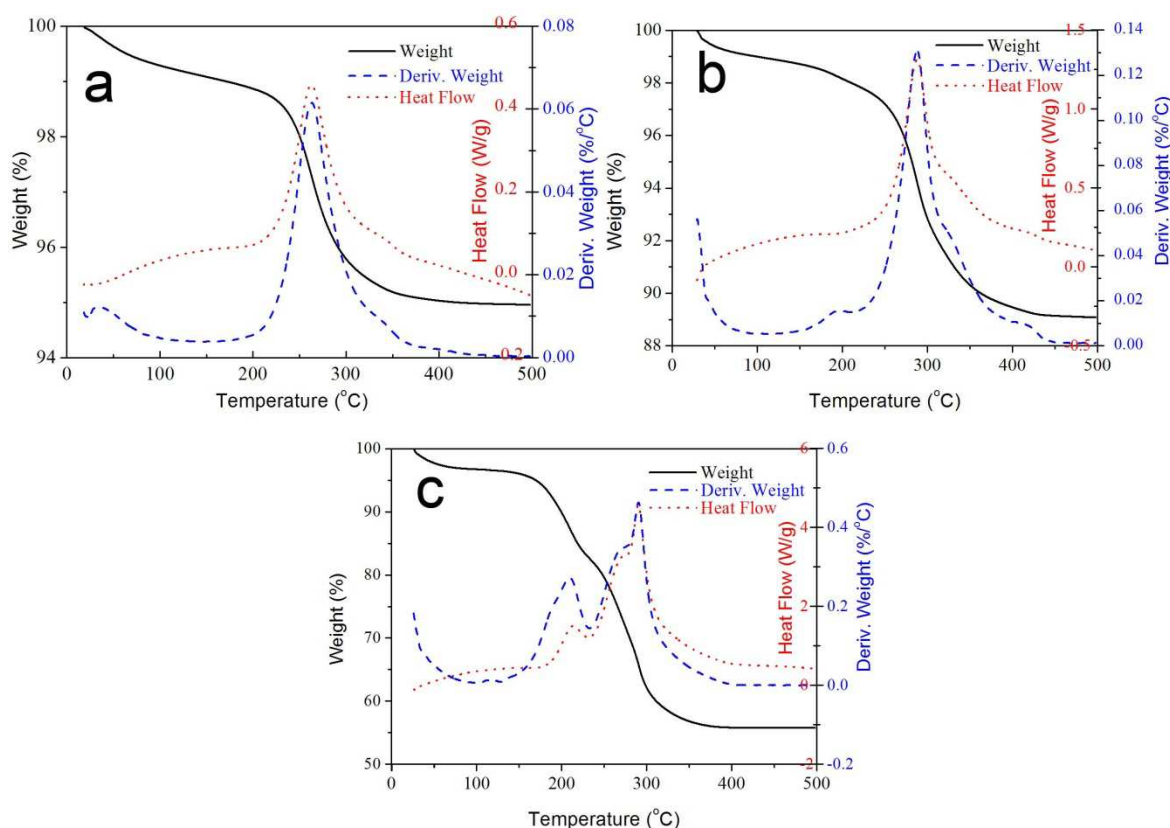 a
Weight
Deriv. Weight
Heat Flow
100
98
96
94
Weight (%)
0 100 200 300 400 500
Temperature (°C)
0.6
0.4
0.2
0.0
-0.2
Heat Flow (W/g)
0.08
0.06
0.04
0.02
0.00
Deriv. Weight (%/°C)
b
Weight
Deriv. Weight
Heat Flow
100
98
96
94
92
90
88
Weight (%)
0 100 200 300 400 500
Temperature (°C)
1.5
1.0
0.5
0.0
-0.5
Heat Flow (W/g)
0.14
0.12
0.10
0.08
0.06
0.04
0.02
0.00
Deriv. Weight (%/°C)
c
Weight
Deriv. Weight
Heat Flow
100
90
80
70
60
50
Weight (%)
0 100 200 300 400 500
Temperature (°C)
6
4
2
0
-2
Heat Flow (W/g)
0.6
0.4
0.2
0.0
-0.2
Deriv. Weight (%/°C)